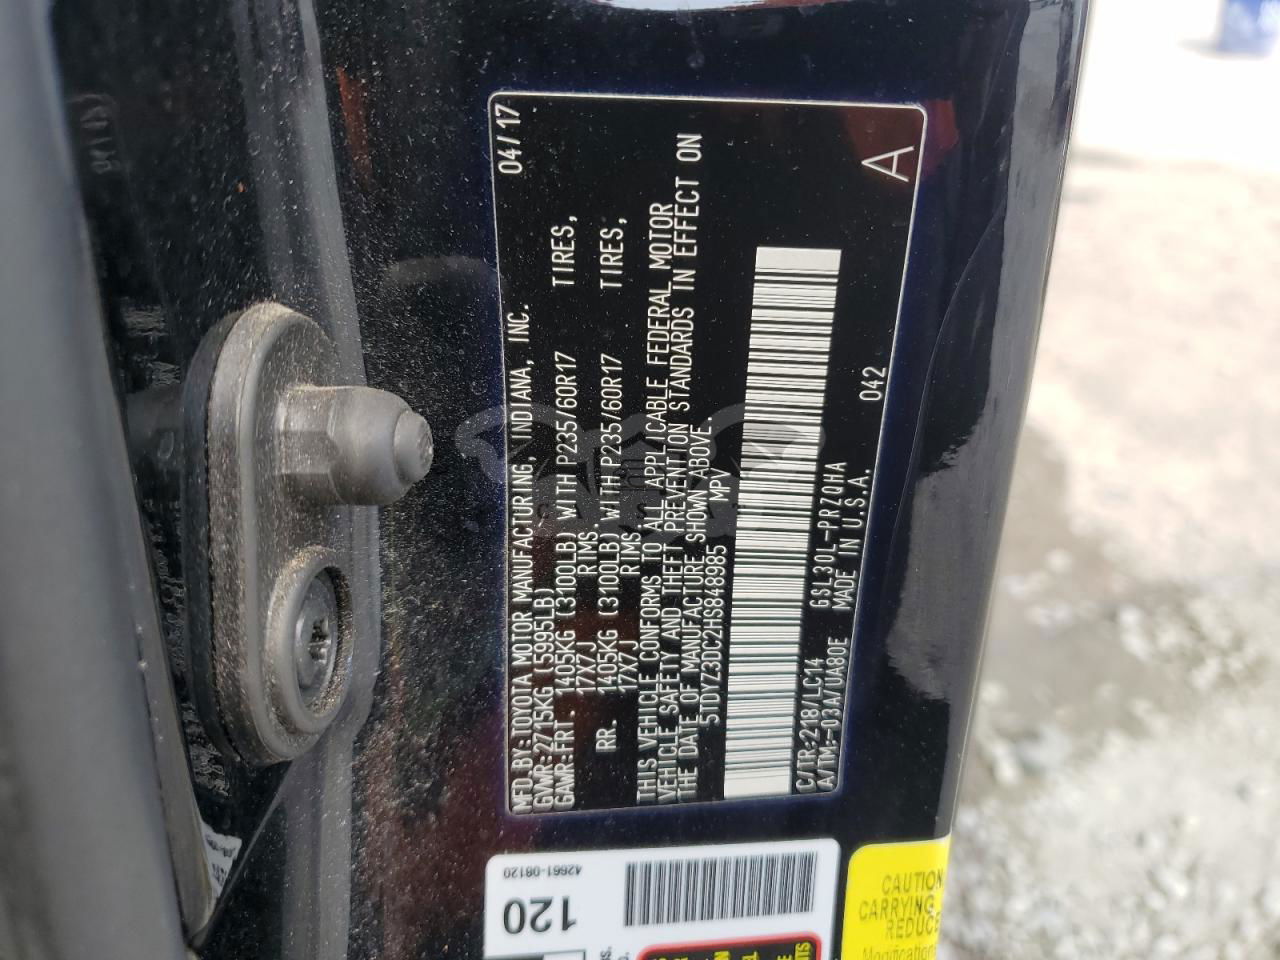 MFD.BY:TOYOTA MOTOR MANUFACTURING, INDIANA, INC. 04/17
GVWR:2715KG (5995LB)
GAWR:FRT. 1405KG (3100LB) WITH P235/60R17 TIRES,
17X7J RIMS.
RR. 1405KG (3100LB) WITH P235/60R17 TIRES,
17X7J RIMS.
THIS VEHICLE CONFORMS TO ALL APPLICABLE FEDERAL MOTOR
VEHICLE SAFETY AND THEFT PREVENTION STANDARDS IN EFFECT ON
THE DATE OF MANUFACTURE SHOWN ABOVE.
5TDYZ3DC2HS848985 MPV
C/TR:218/LC14 GSL30L-PRZQHA 042
A/TM:-03A/UA80E MADE IN U.S.A.
A
42661-08120
120
CAUTION
CARRYING
REDUCE
Modifications